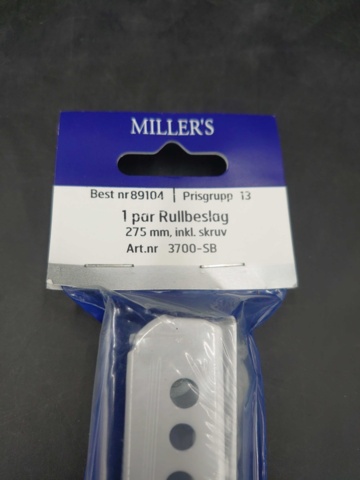 MILLER'S
Best nr 89104 | Prisgrupp 13
1 par Rullbeslag
275 mm, inkl. skruv
Art.nr 3700-SB